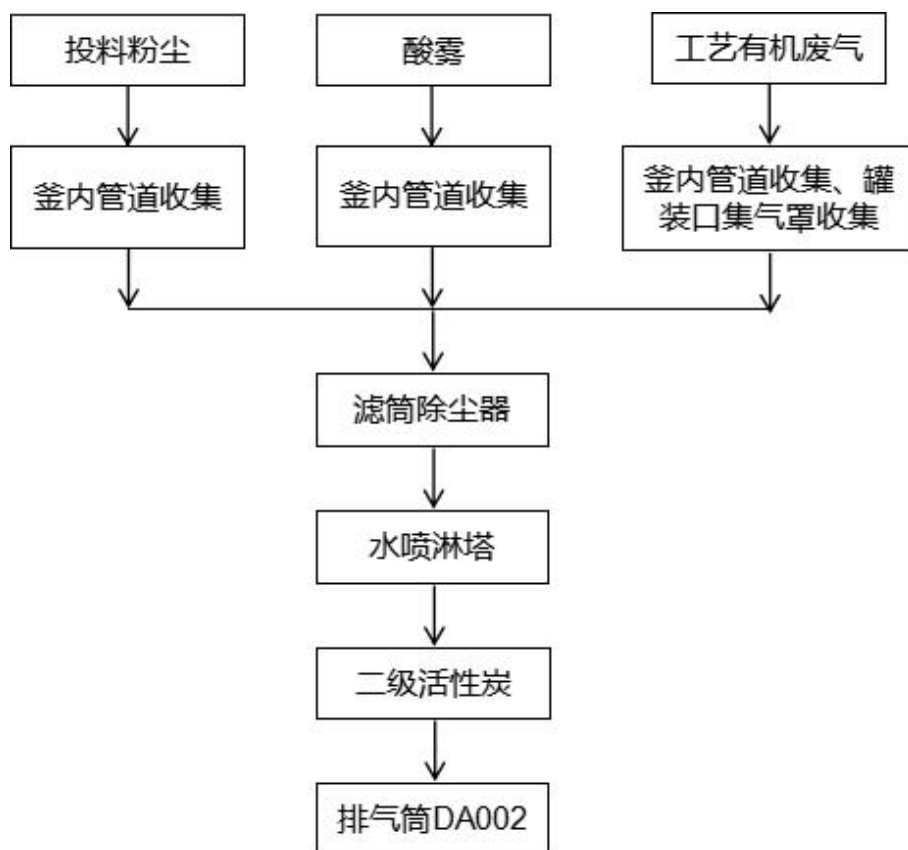 投料粉尘
酸雾
工艺有机废气
釜内管道收集
釜内管道收集
釜内管道收集、罐
装口集气罩收集
滤筒除尘器
水喷淋塔
二级活性炭
排气筒DA002